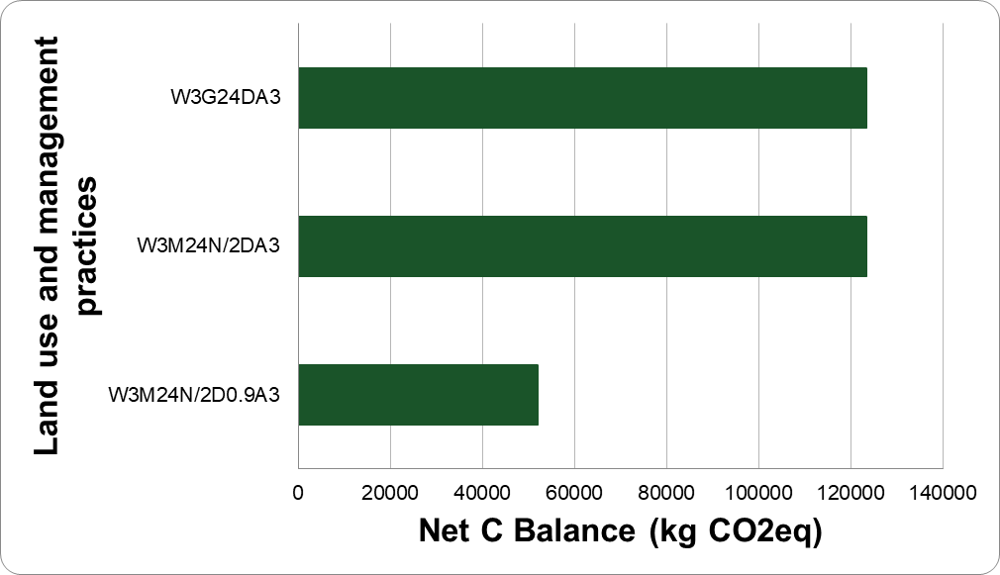 Land use and management
practices
W3G24DA3
W3M24N/2DA3
W3M24N/2D0.9A3
0 20000 40000 60000 80000 100000 120000 140000
Net C Balance (kg CO2eq)